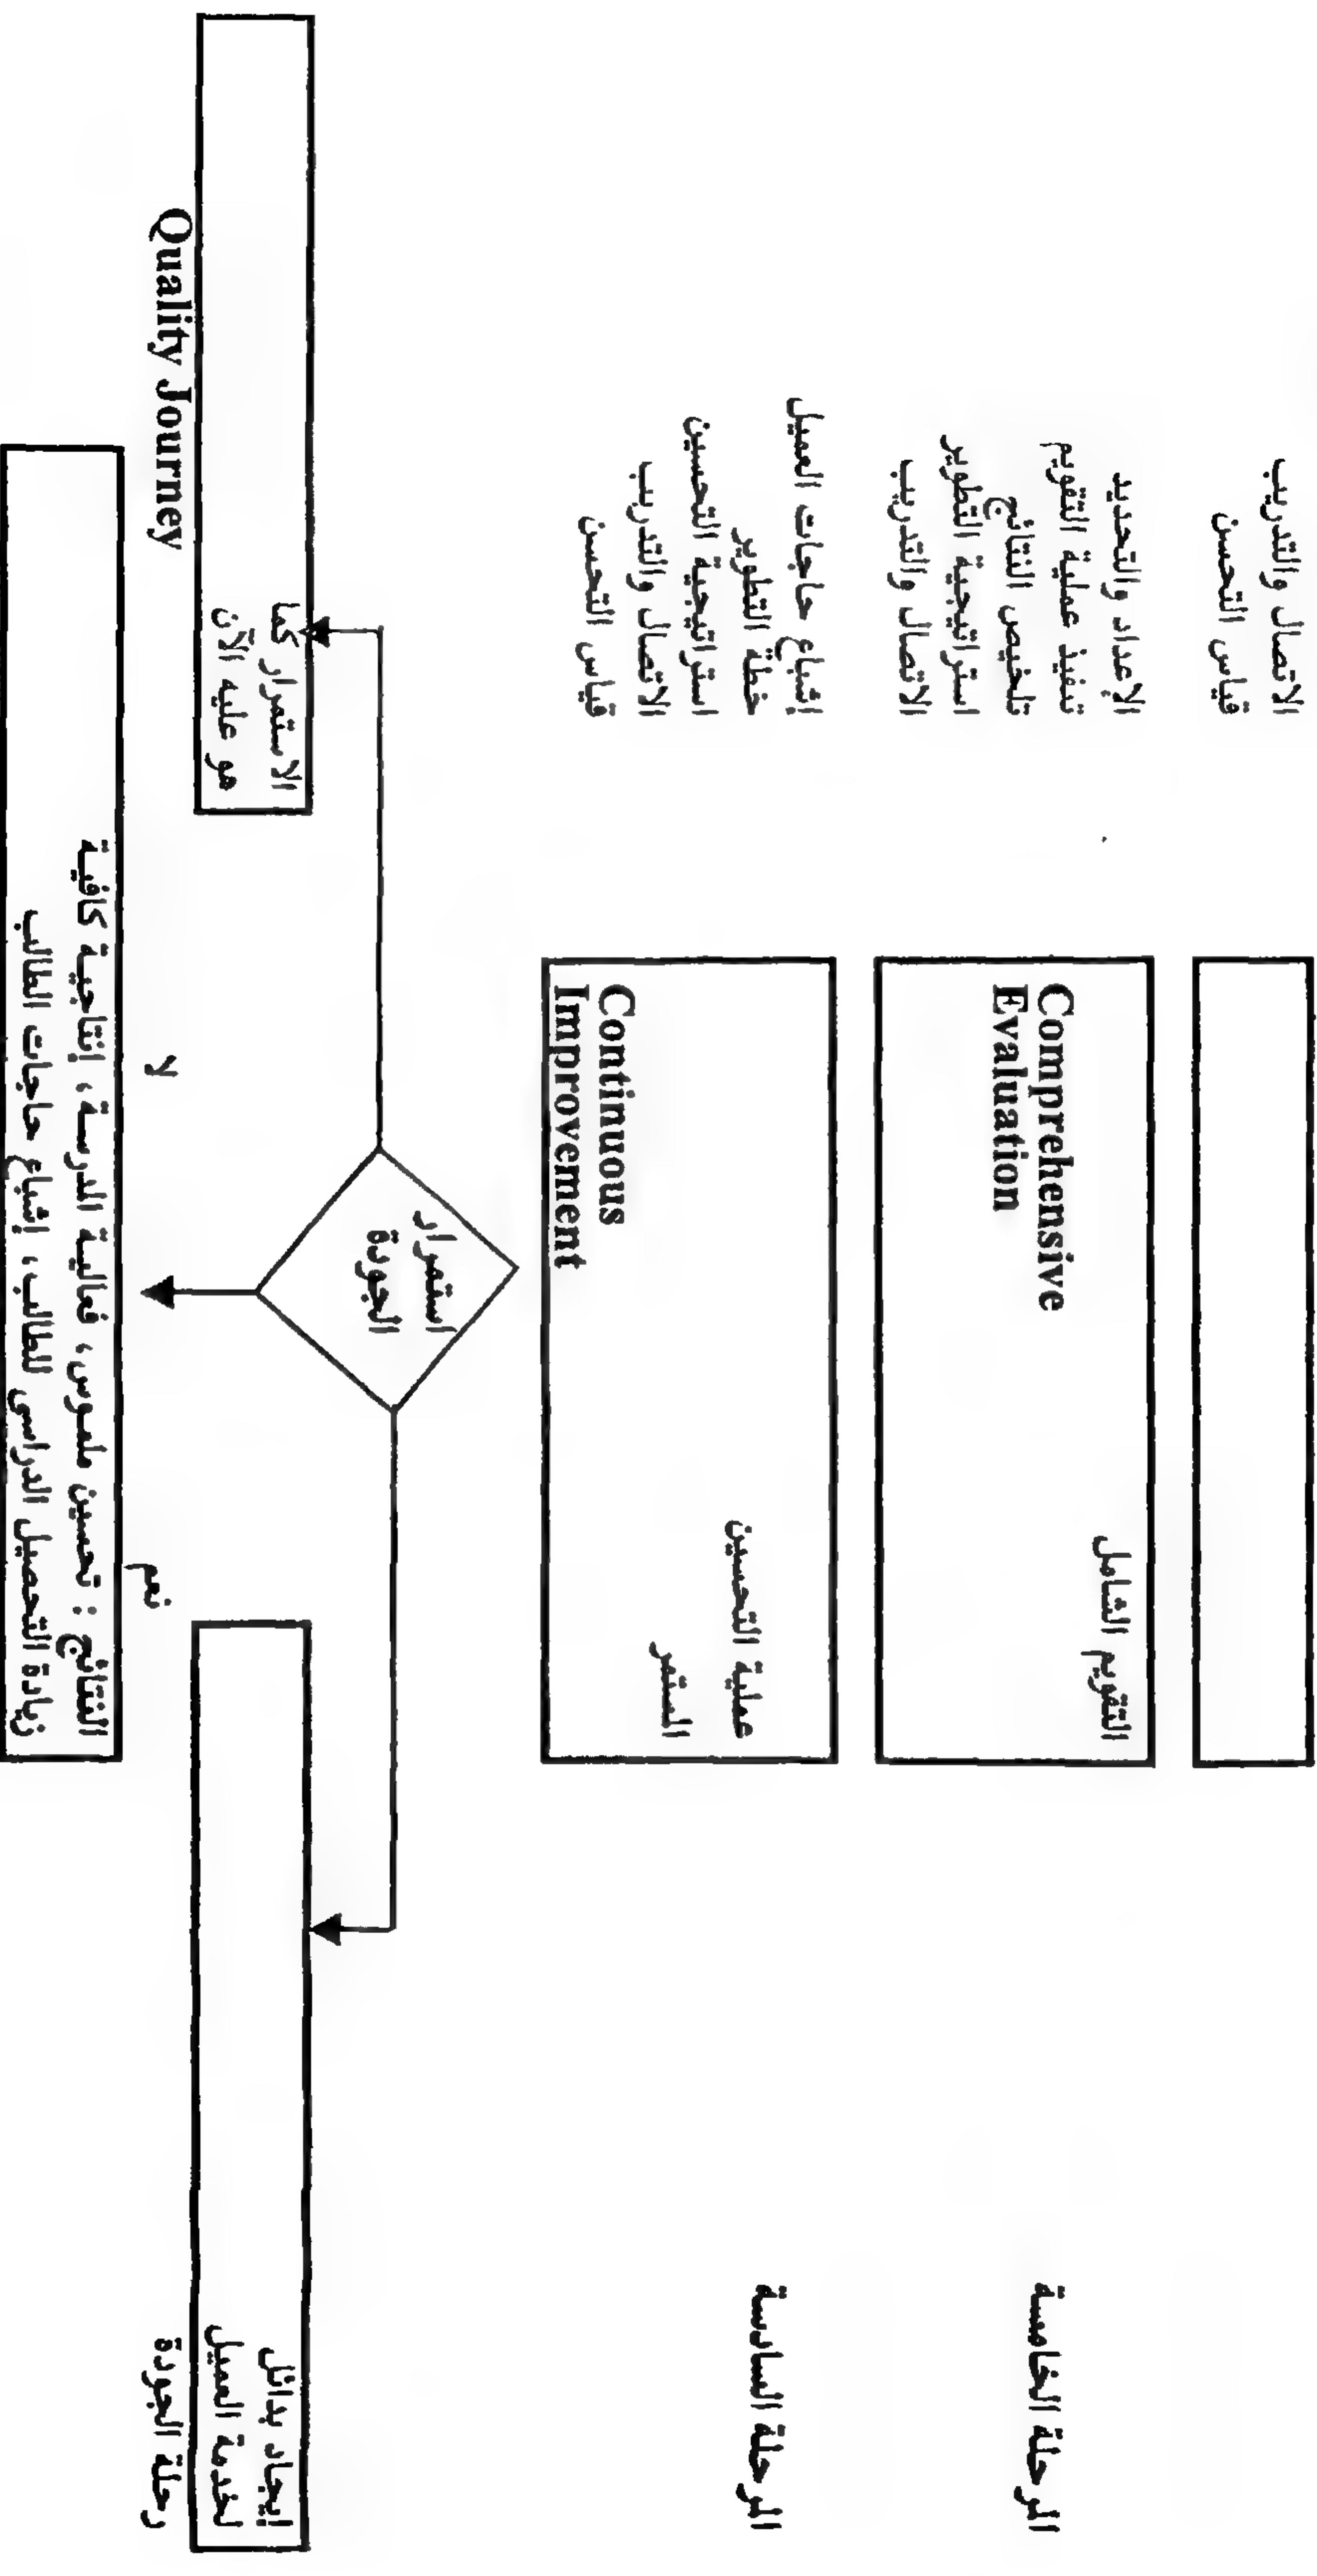 الاتصال والتدريب
قياس التحسن
المرحلة الخامسة
التقويم الشامل
Comprehensive
Evaluation
الإعداد والتحديد
تنفيذ عملية التقويم
تلخيص النتائج
استراتيجية التطوير
الاتصال والتدريب
المرحلة السادسة
عملية التحسين
المستمر
Continuous
Improvement
إشباع حاجات العميل
خطة التطوير
استراتيجية التحسين
الاتصال والتدريب
قياس التحسن
استمرار
الجودة
إيجاد بدائل
لخدمة العميل
الاستمرار كما
هو عليه الآن
رحلة الجودة
نعم
لا
Quality Journey
النتائج : تحسين ملموس، فعالية المدرسة، إنتاجية كافية
زيادة التحصيل الدراسى للطالب، إشباع حاجات الطالب